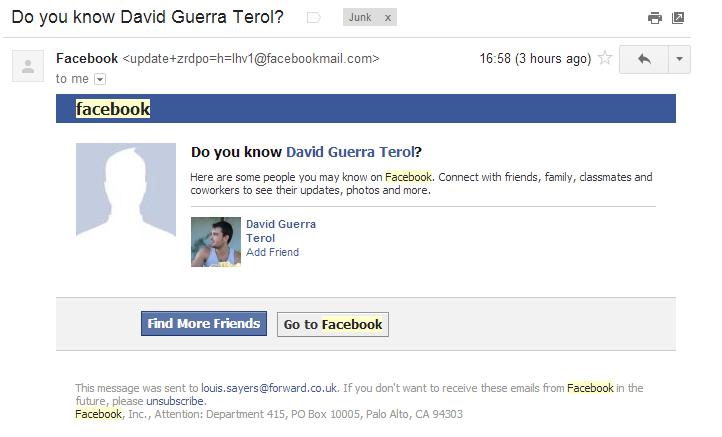 Do you know David Guerra Terol?
Junk x
Facebook <update+zrdpo=h=lhv1@facebookmail.com>
16:58 (3 hours ago)
to me
facebook
Do you know David Guerra Terol?
Here are some people you may know on Facebook. Connect with friends, family, classmates and
coworkers to see their updates, photos and more.
David Guerra
Terol
Add Friend
Find More Friends
Go to Facebook
This message was sent to louis.sayers@forward.co.uk. If you don't want to receive these emails from Facebook in the
future, please unsubscribe.
Facebook, Inc., Attention: Department 415, PO Box 10005, Palo Alto, CA 94303